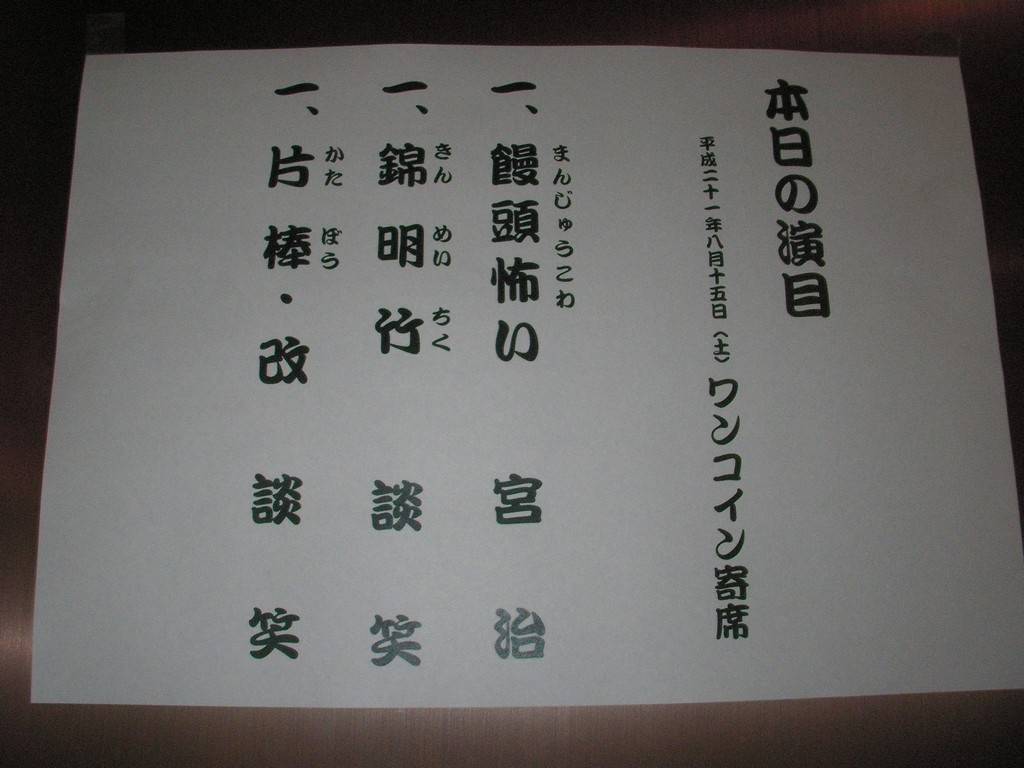 本日の演目
平成二十一年八月十五日（土）ワンコイン寄席
まんじゅうこわ
一、饅頭怖い 宮治
きん めい ちく
一、錦明竹 談笑
かた ぼう
一、片棒・改 談笑